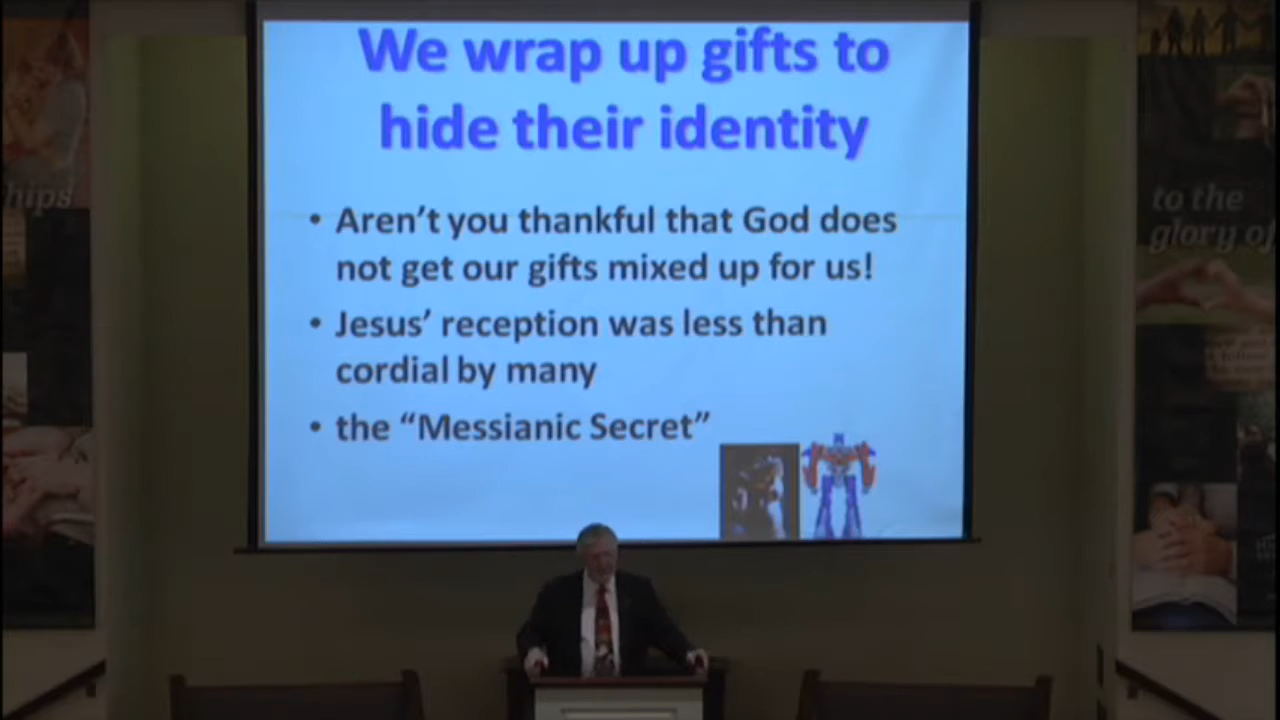 We wrap up gifts to
hide their identity
• Aren’t you thankful that God does
not get our gifts mixed up for us!
• Jesus’ reception was less than
cordial by many
• the “Messianic Secret”
hips
to the
glory of